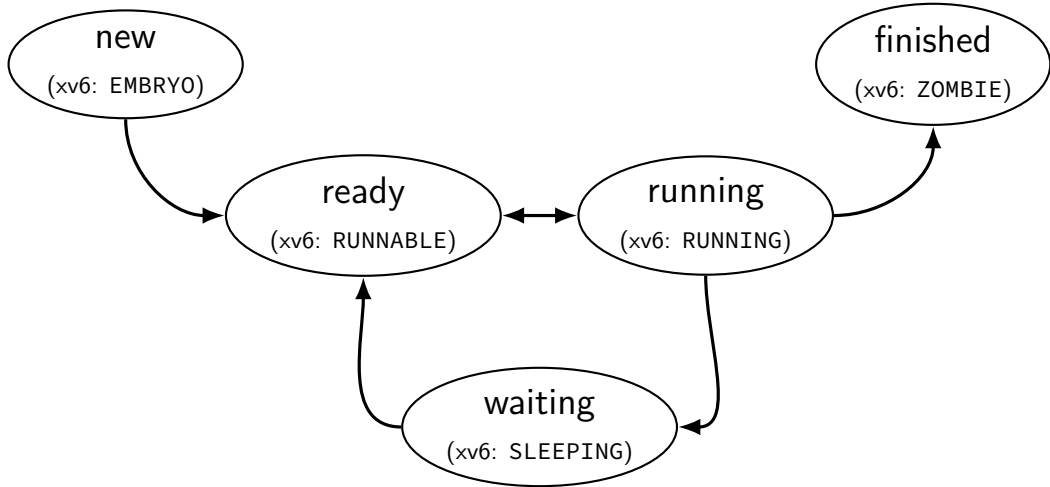 new
(xv6: EMBRYO)
finished
(xv6: ZOMBIE)
ready
(xv6: RUNNABLE)
running
(xv6: RUNNING)
waiting
(xv6: SLEEPING)